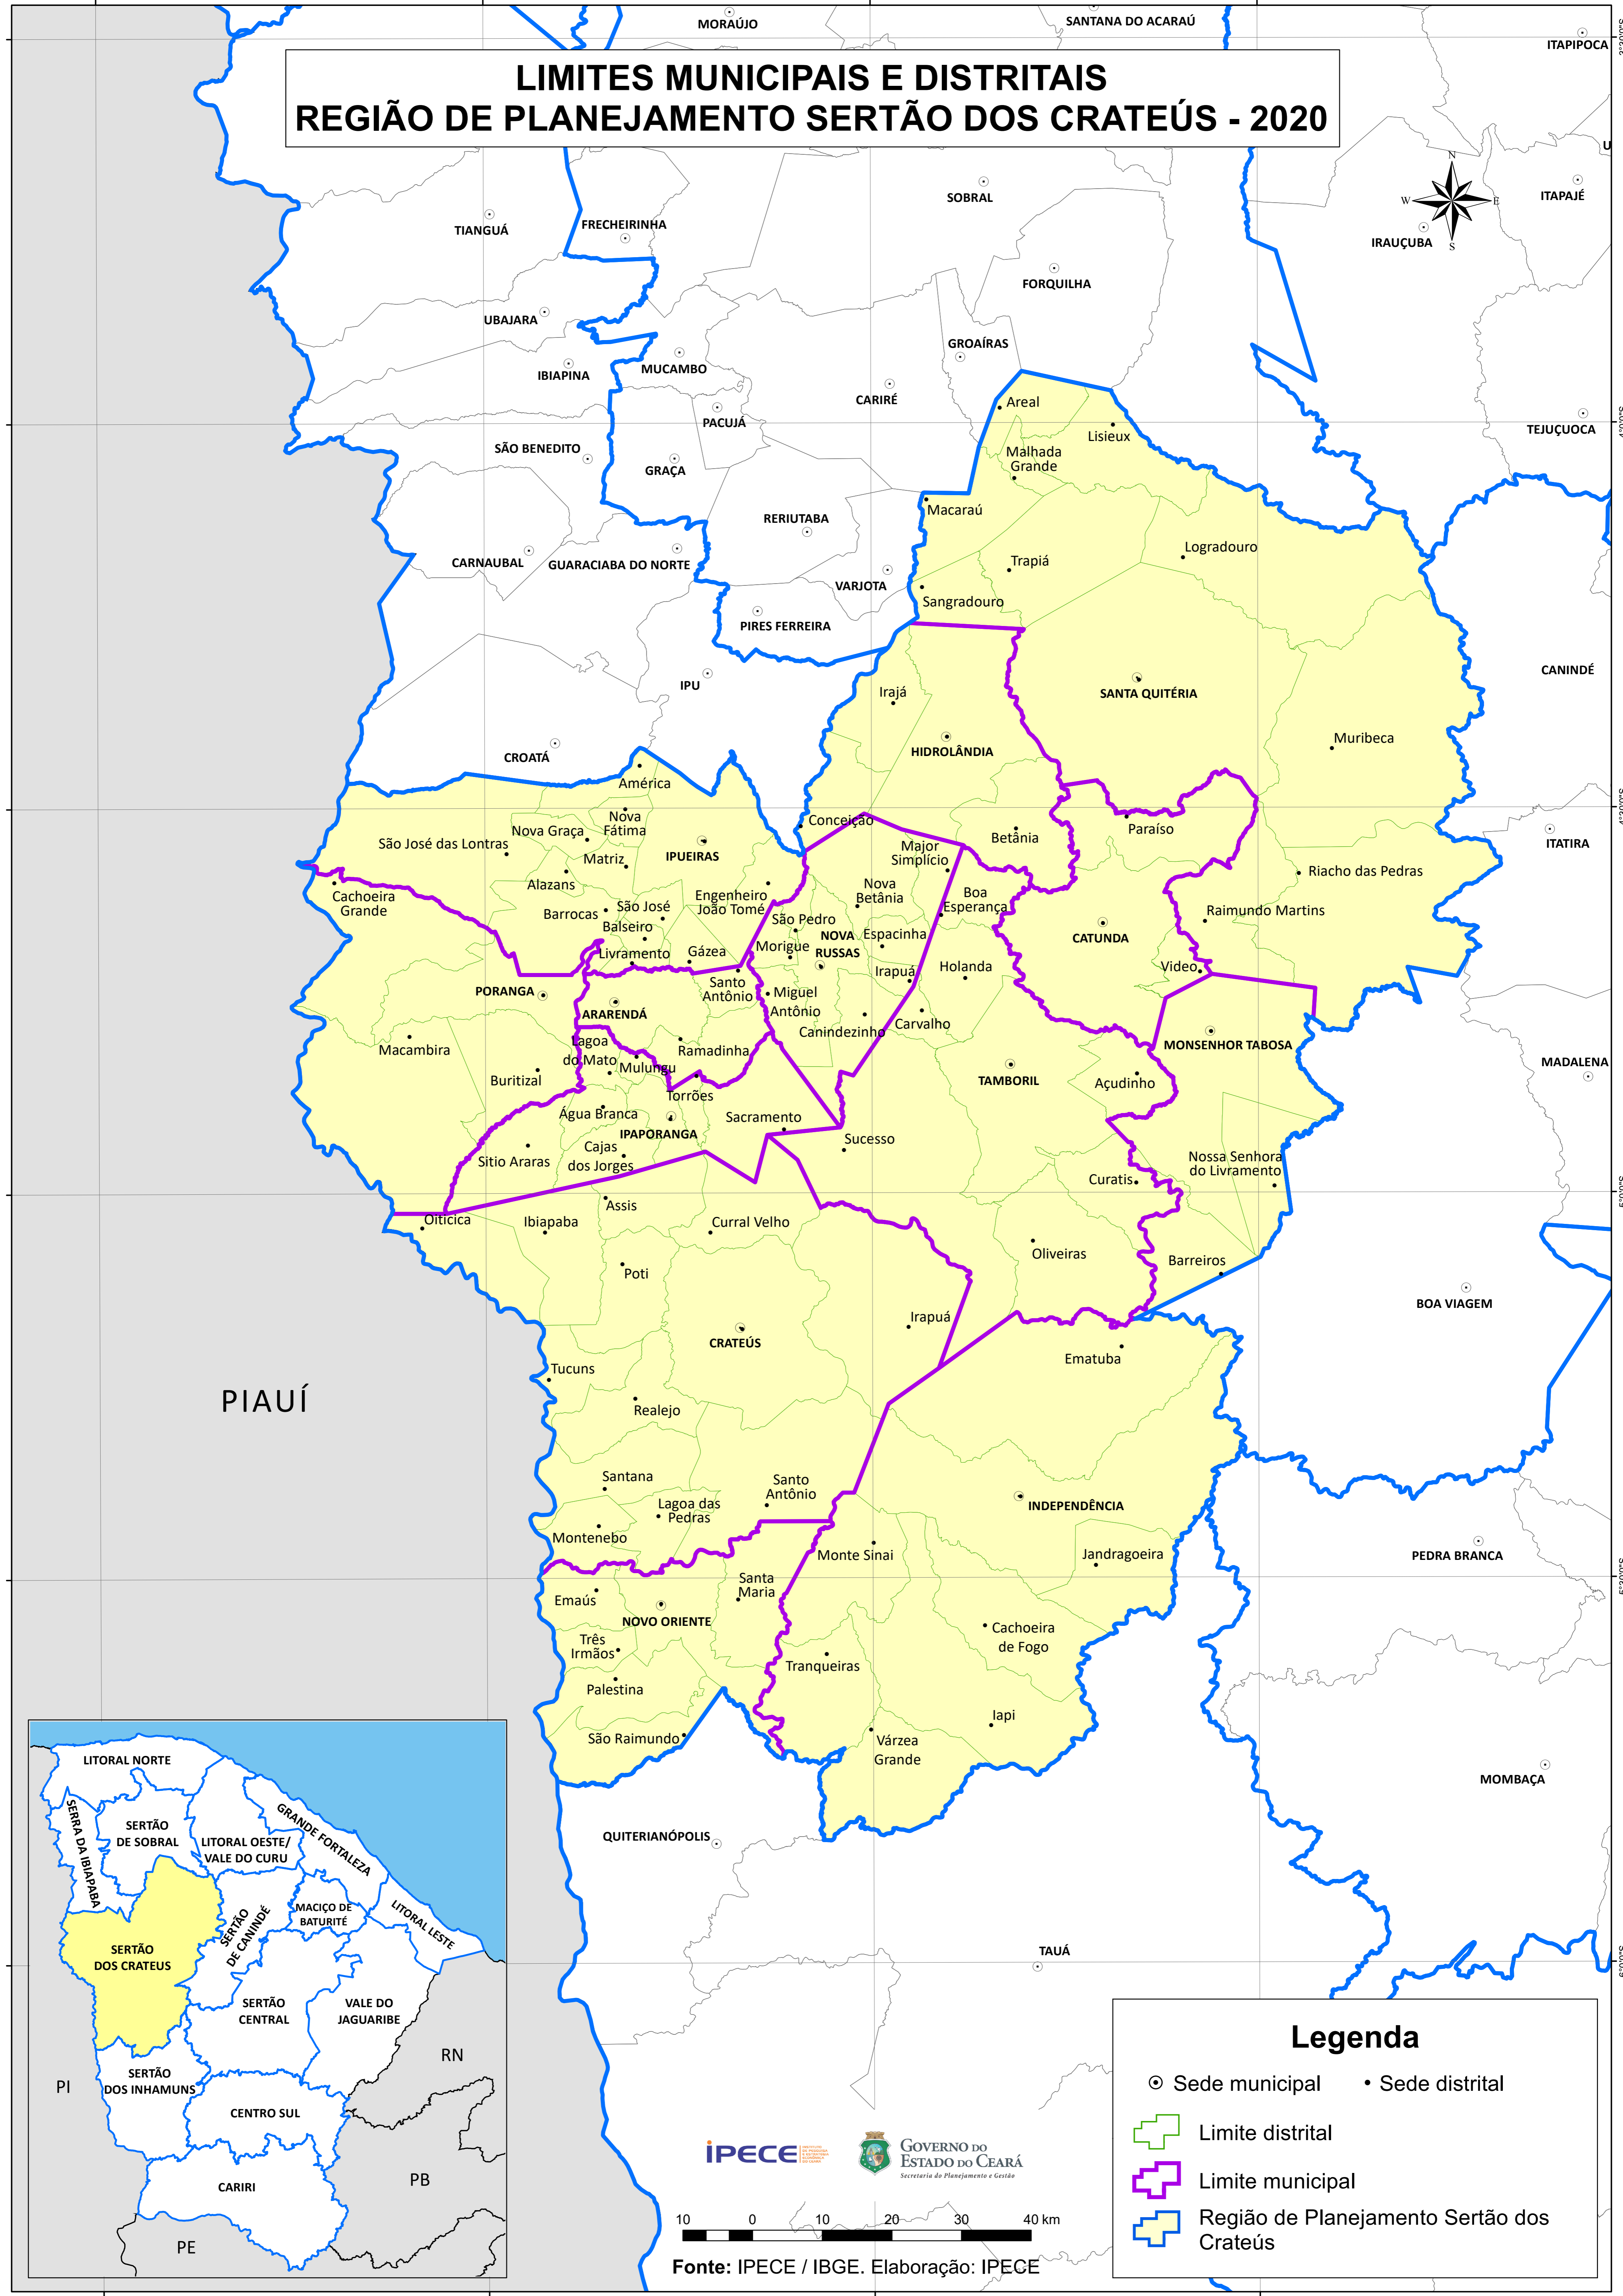 MORAÚJO
SANTANA DO ACARAÚ
ITAPIPOCA
LIMITES MUNICIPAIS E DISTRITAIS
REGIÃO DE PLANEJAMENTO SERTÃO DOS CRATEÚS - 2020
N
W
E
S
SOBRAL
ITAPAJÉ
TIANGUÁ
FRECHEIRINHA
IRAUÇUBA
FORQUILHA
UBAJARA
GROAÍRAS
MUCAMBO
IBIAPINA
CARIRÉ
Areal
PACUJÁ
Lisieux
TEJUÇUOCA
SÃO BENEDITO
Malhada
Grande
GRAÇA
Macaraú
RERIUTABA
Logradouro
CARNAUBAL
GUARACIABA DO NORTE
Trapiá
VARJOTA
Sangradouro
PIRES FERREIRA
CANINDÉ
IPU
Irajá
SANTA QUITÉRIA
Muribeca
CROATÁ
HIDROLÂNDIA
América
Nova
Fátima
Nova Graça
Conceição
Paraíso
São José das Lontras
Matriz
IPUEIRAS
Major
Simplício
Betânia
ITATIRA
Riacho das Pedras
Alazans
Cachoeira
Grande
Engenheiro
João Tomé
Nova
Betânia
Boa
Esperança
Barrocas
São José
Balseiro
São Pedro
Raimundo Martins
NOVA
RUSSAS
Espacinha
CATUNDA
Livramento
Gázea
Morigue
Irapuá
Holanda
Video
PORANGA
Santo
Antônio
Miguel
Antônio
ARARENDÁ
Canindezinho
Carvalho
Macambira
Lagoa
do Mato
Ramadinha
MONSENHOR TABOSA
MADALENA
Buritizal
Mulungu
TAMBORIL
Açudinho
Torrões
Água Branca
IPAPORANGA
Sacramento
Sucesso
Sitio Araras
Cajas
dos Jorges
Nossa Senhora
do Livramento
Curatis
Assis
Oiticica
Ibiapaba
Curral Velho
Oliveiras
Barreiros
Poti
BOA VIAGEM
Irapuá
CRATEÚS
Ematuba
Tucuns
PIAUÍ
Realejo
Santana
Santo
Antônio
Lagoa das
Pedras
INDEPENDÊNCIA
Montenebo
Monte Sinai
Jandragoeira
PEDRA BRANCA
Emaús
Santa
Maria
NOVO ORIENTE
Três
Irmãos
Cachoeira
de Fogo
Tranqueiras
Palestina
Iapi
São Raimundo
Várzea
Grande
MOMBAÇA
QUITERIANÓPOLIS
TAUÁ
LITORAL NORTE
SERRA DA IBIAPABA
SERTÃO
DE SOBRAL
GRANDE FORTALEZA
LITORAL OESTE/
VALE DO CURU
MACIÇO DE
BATURITÉ
LITORAL LESTE
SERTÃO
DE CANINDÉ
SERTÃO
DOS CRATEUS
SERTÃO
CENTRAL
VALE DO
JAGUARIBE
RN
PI
SERTÃO
DOS INHAMUNS
CENTRO SUL
PB
CARIRI
PE
IPECE
GOVERNO DO
ESTADO DO CEARÁ
Secretaria do Planejamento e Gestão
10 0 10 20 30 40 km
Fonte: IPECE / IBGE. Elaboração: IPECE
Legenda
Sede municipal
Sede distrital
Limite distrital
Limite municipal
Região de Planejamento Sertão dos
Crateús